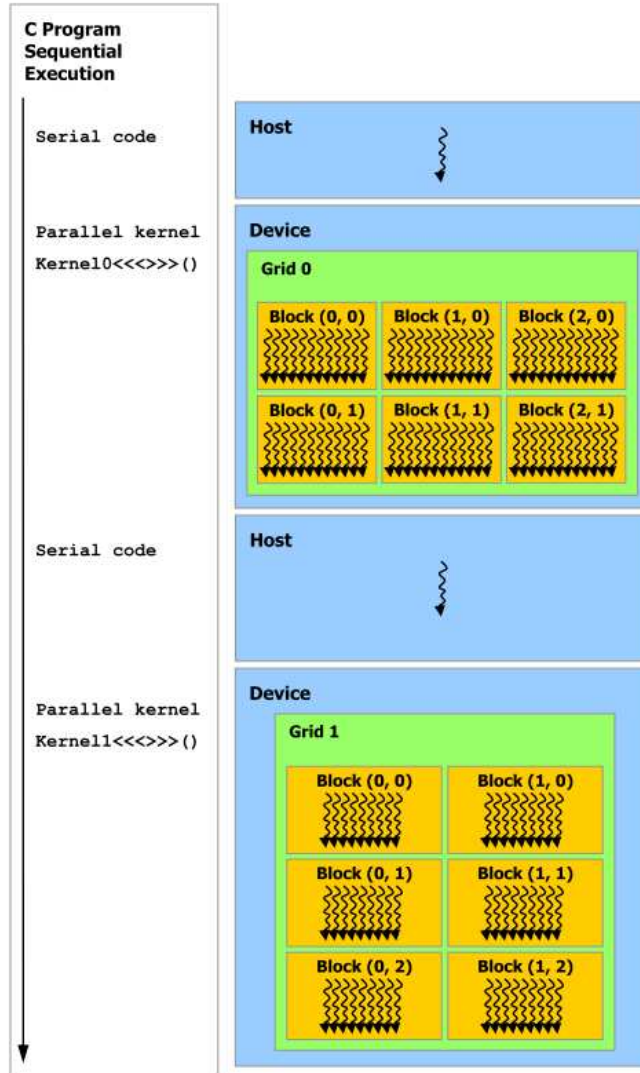 C Program
Sequential
Execution
Serial code
Host
Parallel kernel
Kernel0<<<>>>()
Device
Grid 0
Block (0, 0)
Block (1, 0)
Block (2, 0)
Block (0, 1)
Block (1, 1)
Block (2, 1)
Serial code
Host
Parallel kernel
Kernel1<<<>>>()
Device
Grid 1
Block (0, 0)
Block (1, 0)
Block (0, 1)
Block (1, 1)
Block (0, 2)
Block (1, 2)